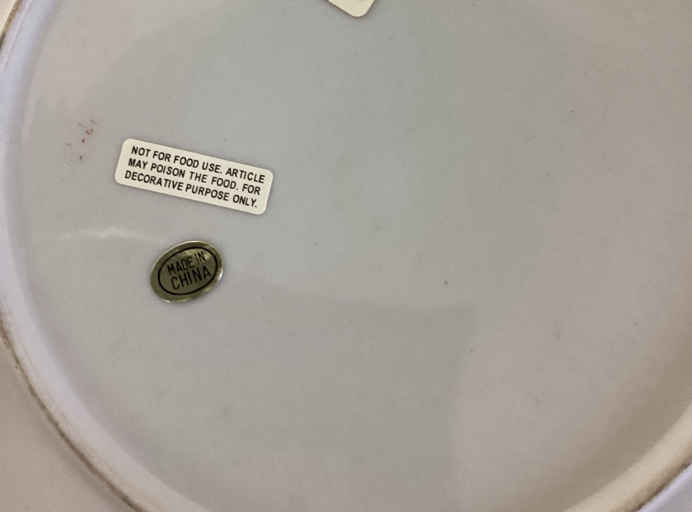 NOT FOR FOOD USE. ARTICLE
MAY POISON THE FOOD. FOR
DECORATIVE PURPOSE ONLY.
MADE IN
CHINA